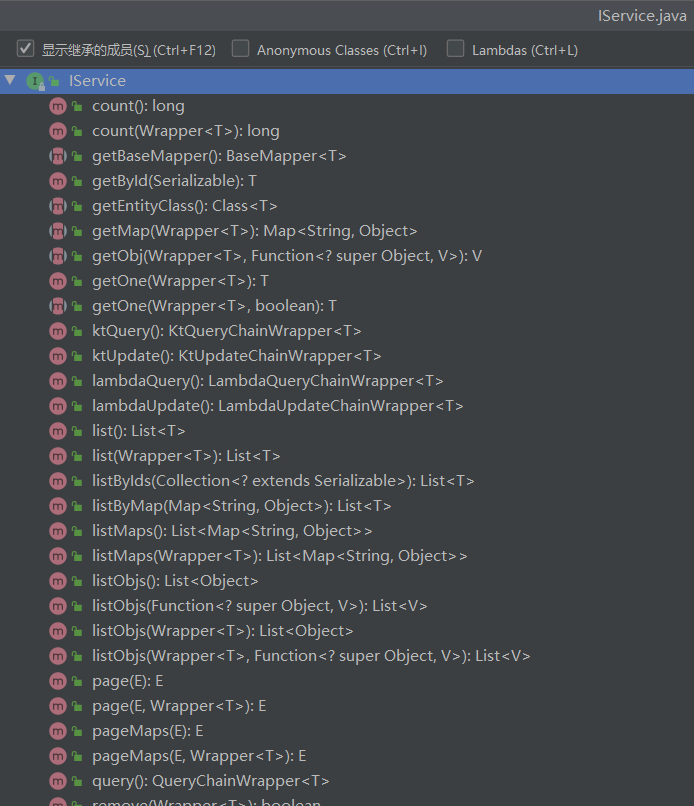 IService.java
显示继承的成员(S) (Ctrl+F12) Anonymous Classes (Ctrl+I) Lambdas (Ctrl+L)
I IService
m count(): long
m count(Wrapper<T>): long
m getBaseMapper(): BaseMapper<T>
m getById(Serializable): T
m getEntityClass(): Class<T>
m getMap(Wrapper<T>): Map<String, Object>
m getObj(Wrapper<T>, Function<? super Object, V>): V
m getOne(Wrapper<T>): T
m getOne(Wrapper<T>, boolean): T
m ktQuery(): KtQueryChainWrapper<T>
m ktUpdate(): KtUpdateChainWrapper<T>
m lambdaQuery(): LambdaQueryChainWrapper<T>
m lambdaUpdate(): LambdaUpdateChainWrapper<T>
m list(): List<T>
m list(Wrapper<T>): List<T>
m listByIds(Collection<? extends Serializable>): List<T>
m listByMap(Map<String, Object>): List<T>
m listMaps(): List<Map<String, Object>>
m listMaps(Wrapper<T>): List<Map<String, Object>>
m listObjs(): List<Object>
m listObjs(Function<? super Object, V>): List<V>
m listObjs(Wrapper<T>): List<Object>
m listObjs(Wrapper<T>, Function<? super Object, V>): List<V>
m page(E): E
m page(E, Wrapper<T>): E
m pageMaps(E): E
m pageMaps(E, Wrapper<T>): E
m query(): QueryChainWrapper<T>
m remove(Wrapper<T>): boolean